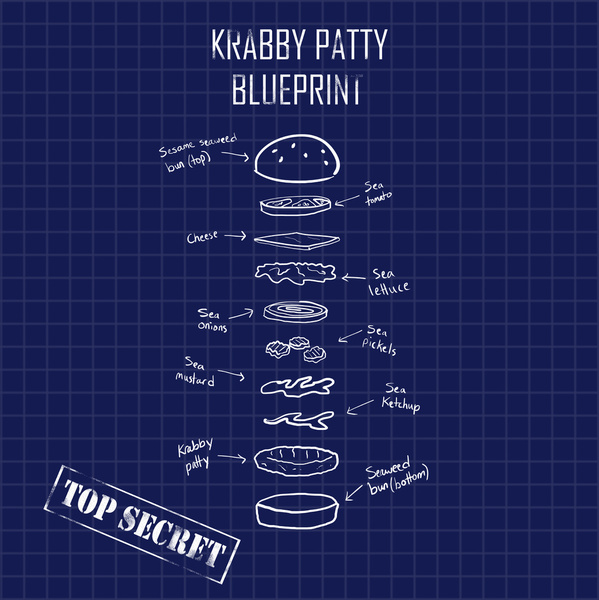 KRABBY PATTY
BLUEPRINT
Sesame seaweed
bun (top)
Sea
tomato
Cheese
Sea
lettuce
Sea
onions
Sea
pickels
Sea
mustard
Sea
Ketchup
Krabby
patty
Seaweed
bun (bottom)
TOP SECRET